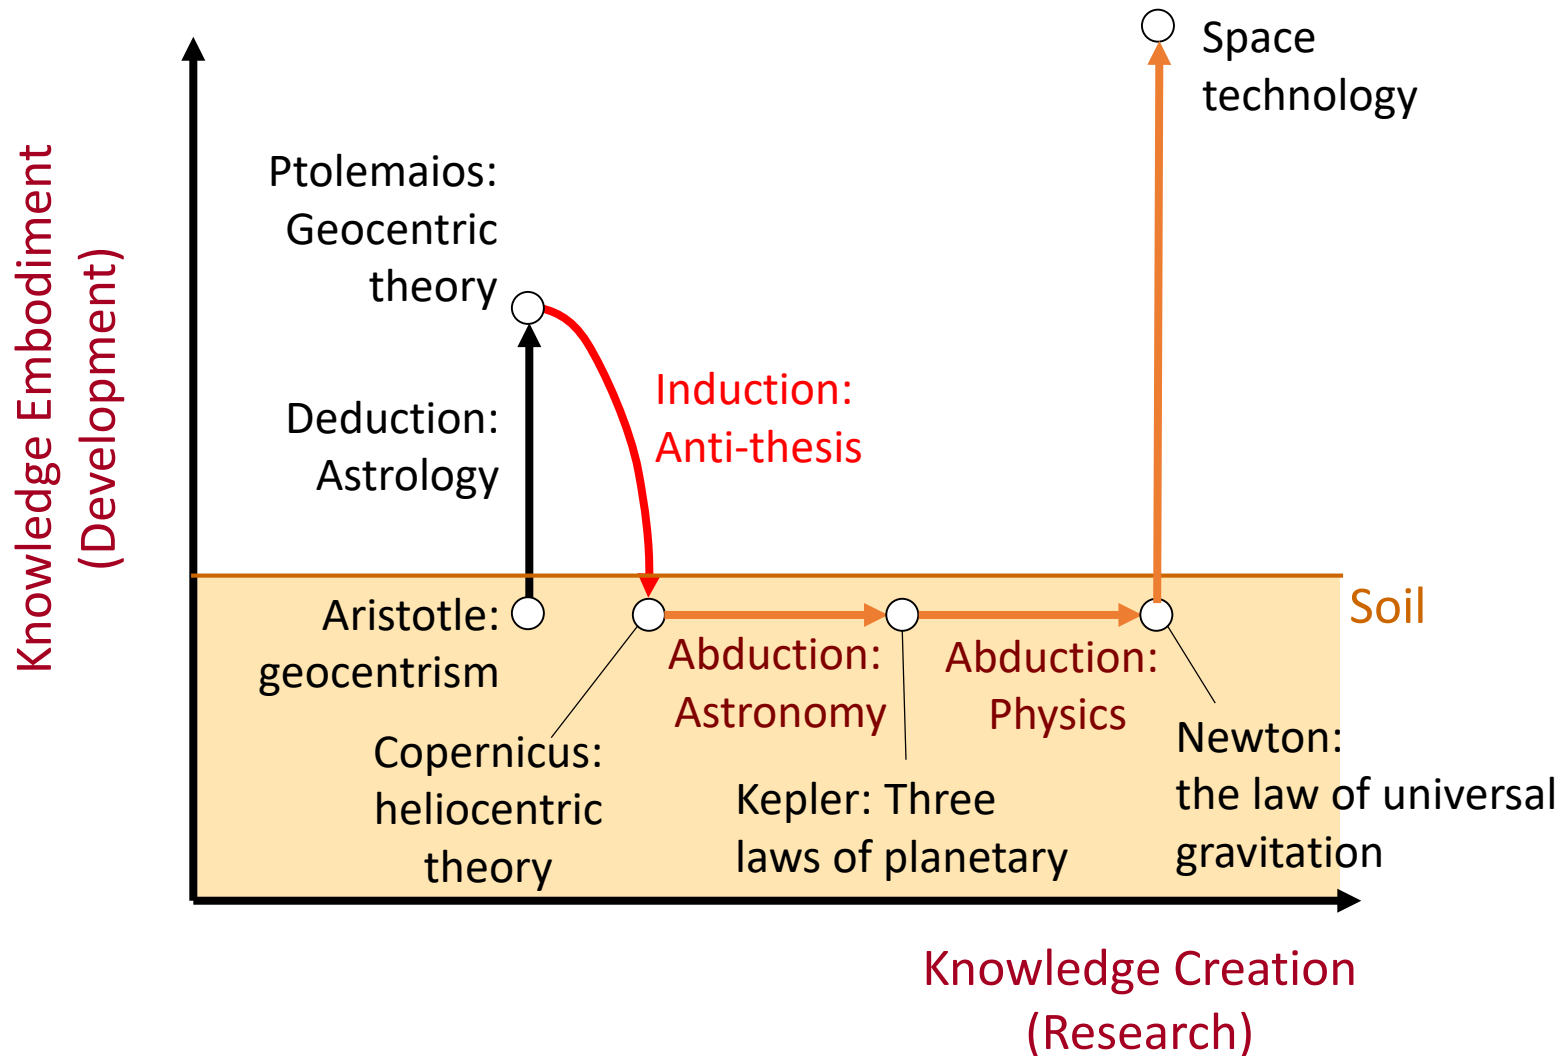 Space
technology
Knowledge Embodiment
(Development)
Ptolemaios:
Geocentric
theory
Induction:
Anti-thesis
Deduction:
Astrology
Soil
Aristotle:
geocentrism
Abduction:
Astronomy
Abduction:
Physics
Copernicus:
heliocentric
theory
Kepler: Three
laws of planetary
Newton:
the law of universal
gravitation
Knowledge Creation
(Research)